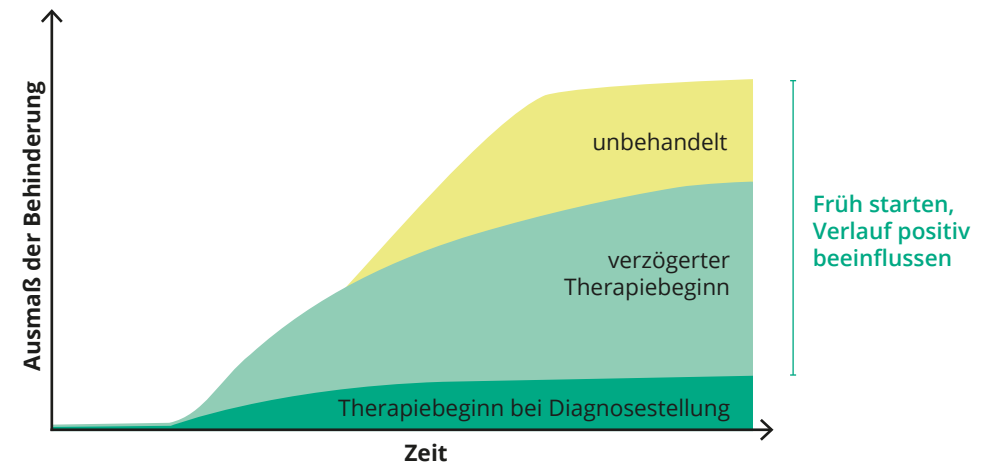 Ausmaß der Behinderung
unbehandelt
verzögerter
Therapiebeginn
Therapiebeginn bei Diagnosestellung
Früh starten,
Verlauf positiv
beeinflussen
Zeit